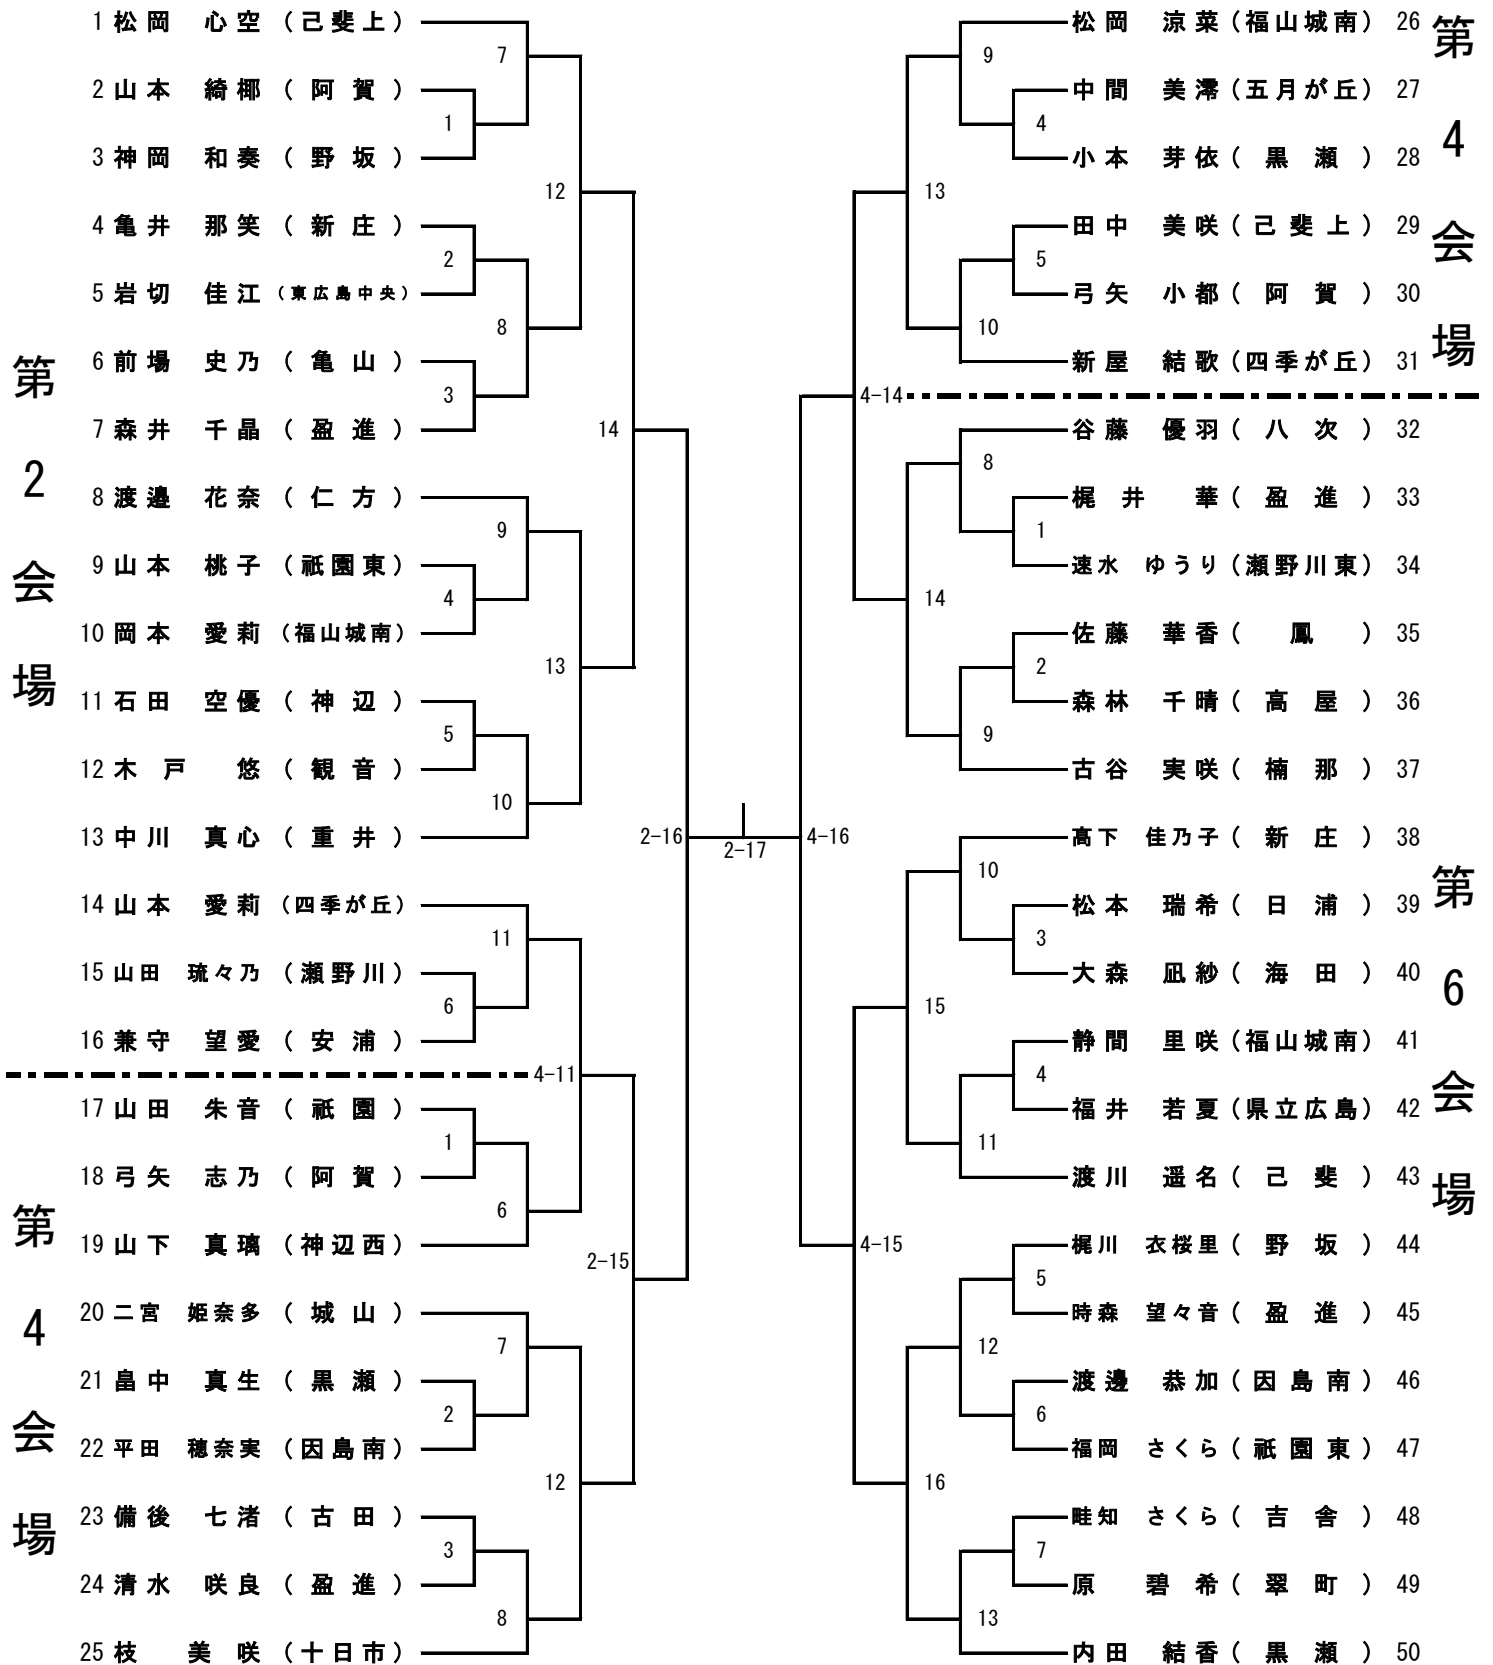 第2会場
1 松岡 心空 (己斐上)
2 山本 綺椰 (阿賀)
3 神岡 和奏 (野坂)
4 亀井 那笑 (新庄)
5 岩切 佳江 (東広島中央)
6 前場 史乃 (亀山)
7 森井 千晶 (盈進)
8 渡邉 花奈 (仁方)
9 山本 桃子 (祇園東)
10 岡本 愛莉 (福山城南)
11 石田 空優 (神辺)
12 木戸 悠 (観音)
13 中川 真心 (重井)
14 山本 愛莉 (四季が丘)
15 山田 琉々乃 (瀬野川)
16 兼守 望愛 (安浦)
第4会場
17 山田 朱音 (祇園)
18 弓矢 志乃 (阿賀)
19 山下 真璃 (神辺西)
20 二宮 姫奈多 (城山)
21 畠中 真生 (黒瀬)
22 平田 穂奈実 (因島南)
23 備後 七渚 (古田)
24 清水 咲良 (盈進)
25 枝 美咲 (十日市)
7
1
12
2
8
3
14
9
4
13
5
10
2-16
11
6
4-11
1
6
2-15
7
2
12
3
8
2-17
第4会場
松岡 涼菜 (福山城南) 26
中間 美澪 (五月が丘) 27
小本 芽依 (黒瀬) 28
田中 美咲 (己斐上) 29
弓矢 小都 (阿賀) 30
新屋 結歌 (四季が丘) 31
第6会場
谷藤 優羽 (八次) 32
梶井 華 (盈進) 33
速水 ゆうり (瀬野川東) 34
佐藤 華香 (鳳) 35
森林 千晴 (高屋) 36
古谷 実咲 (楠那) 37
髙下 佳乃子 (新庄) 38
松本 瑞希 (日浦) 39
大森 凪紗 (海田) 40
静間 里咲 (福山城南) 41
福井 若夏 (県立広島) 42
渡川 遥名 (己斐) 43
梶川 衣桜里 (野坂) 44
時森 望々音 (盈進) 45
渡邊 恭加 (因島南) 46
福岡 さくら (祇園東) 47
畦知 さくら (吉舎) 48
原 碧希 (翠町) 49
内田 結香 (黒瀬) 50
9
4
13
5
10
4-14
8
1
14
2
9
4-16
10
3
15
4
11
4-15
5
12
6
16
7
13